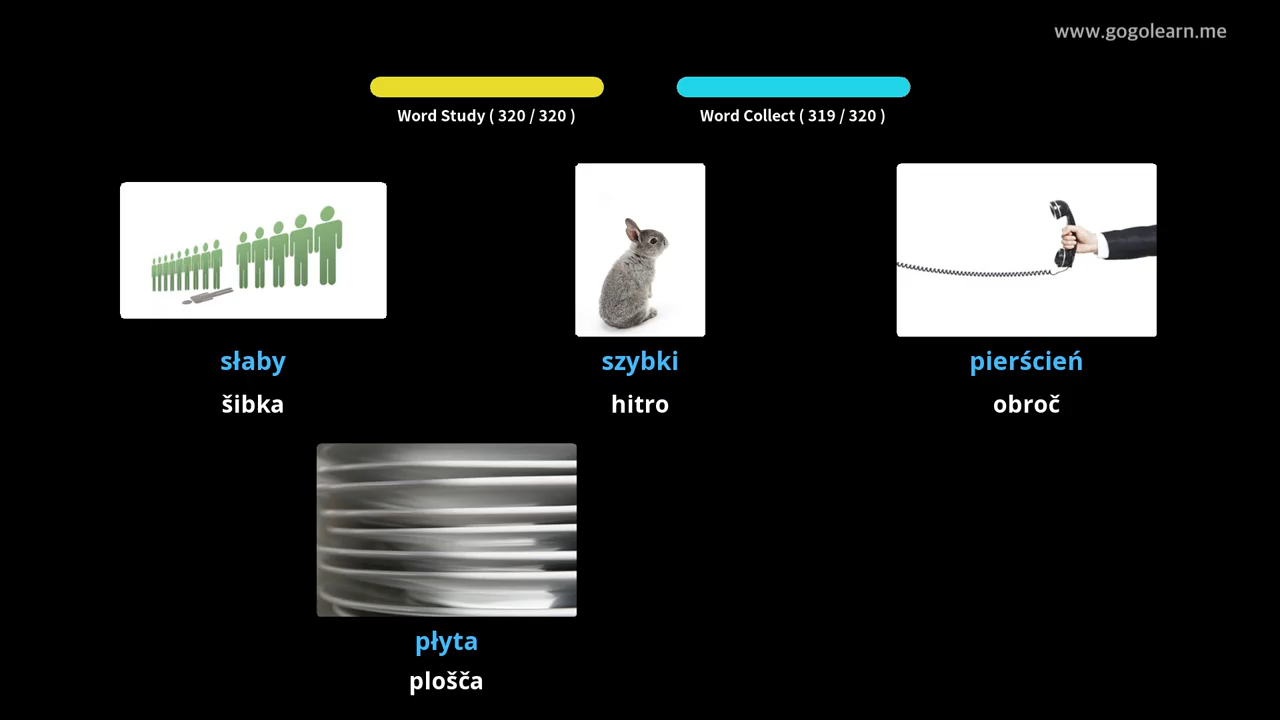 www.gogolearn.me
Word Study ( 320 / 320 )
Word Collect ( 319 / 320 )
słaby
szybki
pierścień
šibka
hitro
obroč
płyta
plošča